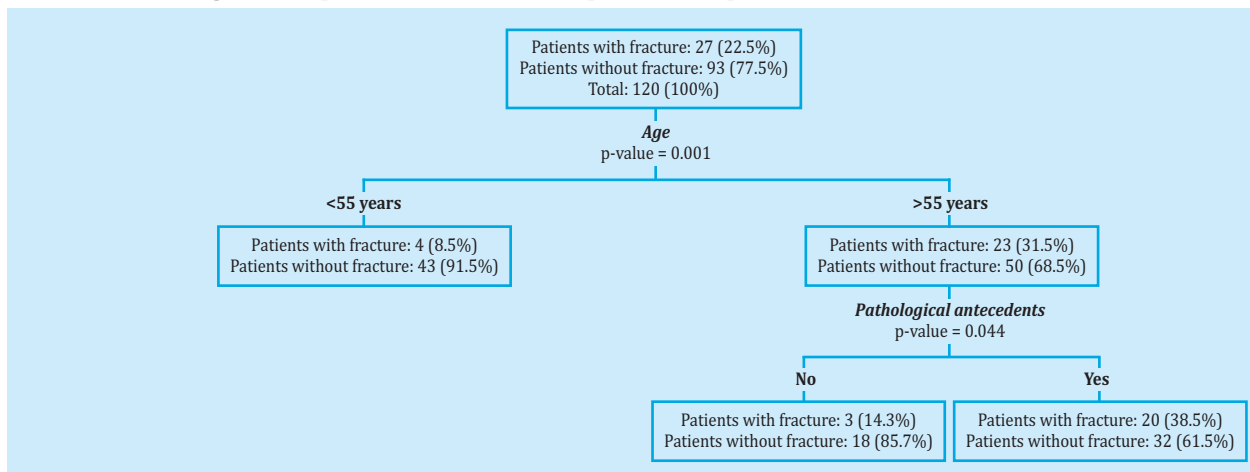 Patients with fracture: 27 (22.5%)
Patients without fracture: 93 (77.5%)
Total: 120 (100%)
Age
p-value = 0.001
<55 years
>55 years
Patients with fracture: 4 (8.5%)
Patients without fracture: 43 (91.5%)
Patients with fracture: 23 (31.5%)
Patients without fracture: 50 (68.5%)
Pathological antecedents
p-value = 0.044
No
Yes
Patients with fracture: 3 (14.3%)
Patients without fracture: 18 (85.7%)
Patients with fracture: 20 (38.5%)
Patients without fracture: 32 (61.5%)